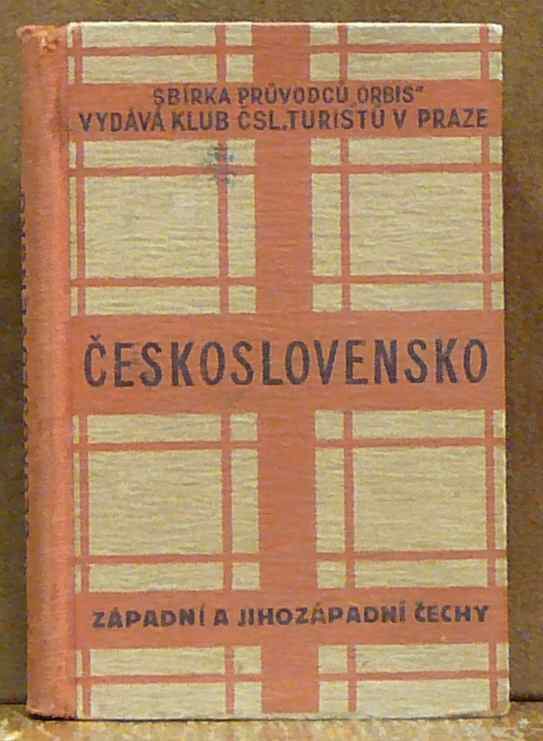 SBÍRKA PRŮVODCŮ „ORBIS“
VYDÁVÁ KLUB ČSL. TURISTŮ V PRAZE
ČESKOSLOVENSKO
ZÁPADNÍ A JIHOZÁPADNÍ ČECHY